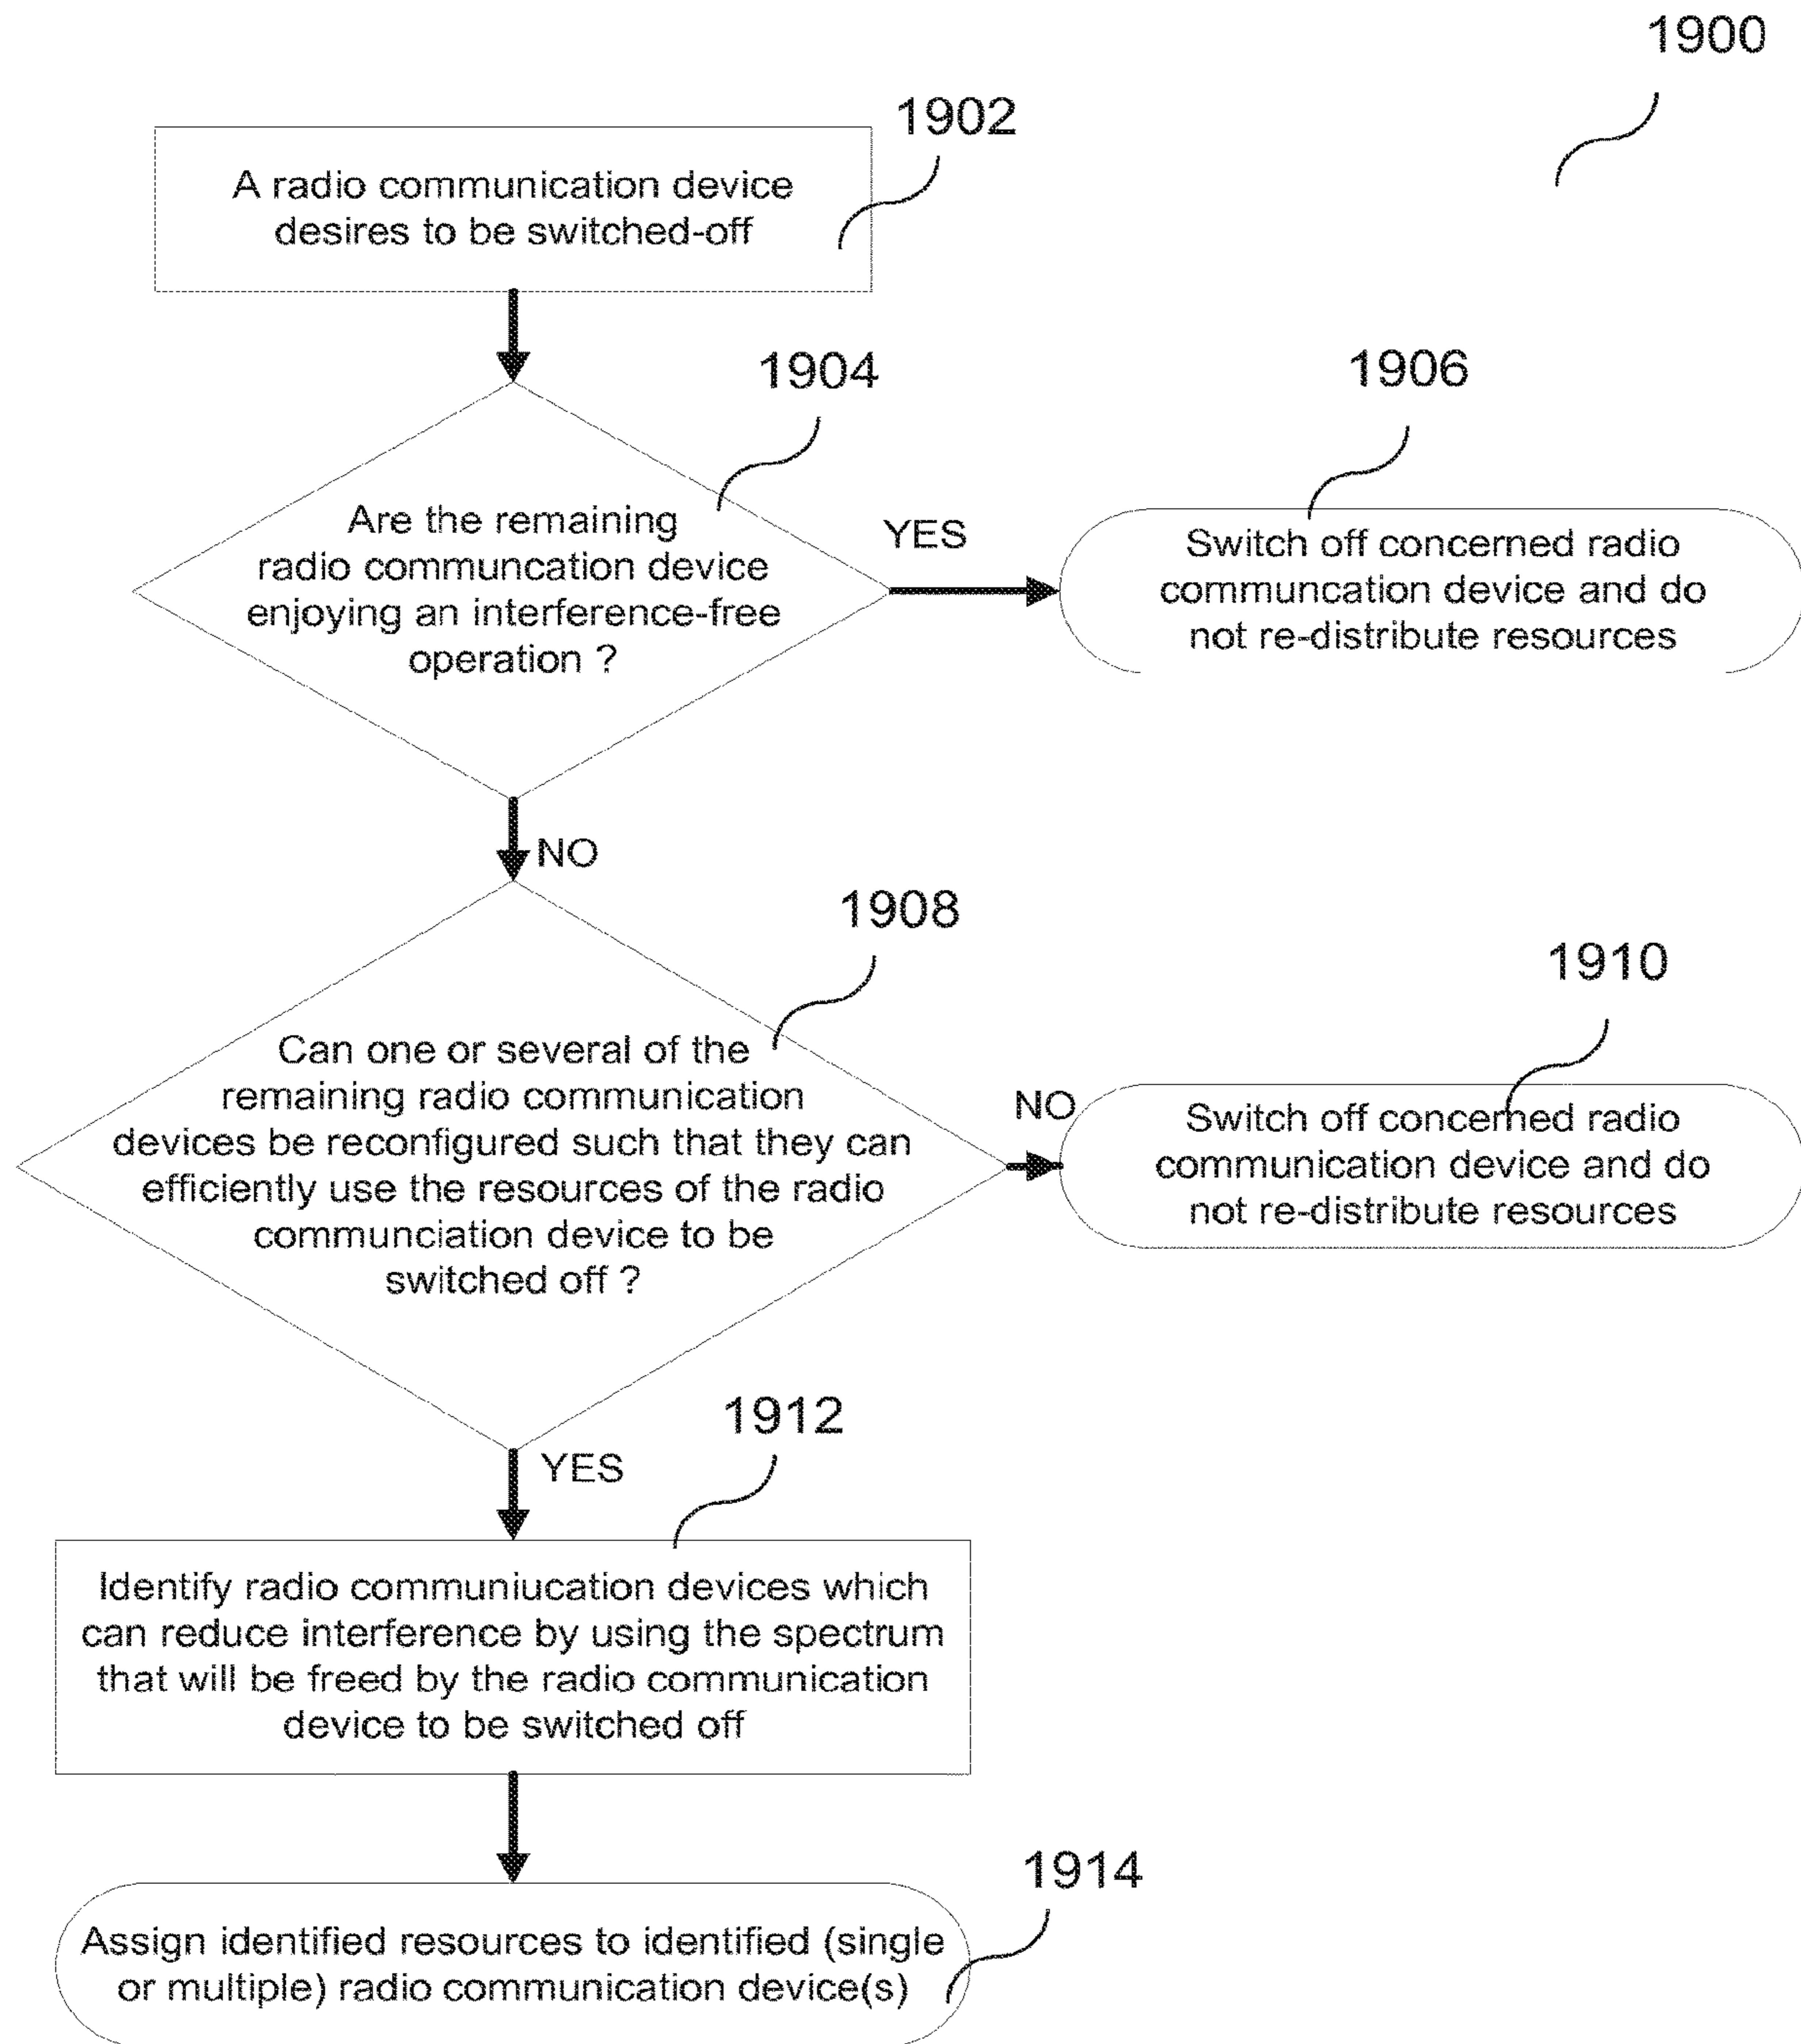 1900
1902
A radio communication device
desires to be switched-off
1904
Are the remaining
radio communcation device
enjoying an interference-free
operation ?
YES
1906
Switch off concerned radio
communcation device and do
not re-distribute resources
NO
1908
Can one or several of the
remaining radio communication
devices be reconfigured such that they can
efficiently use the resources of the radio
communciation device to be
switched off ?
NO
1910
Switch off concerned radio
communication device and do
not re-distribute resources
YES
1912
Identify radio communiucation devices which
can reduce interference by using the spectrum
that will be freed by the radio communication
device to be switched off
1914
Assign identified resources to identified (single
or multiple) radio communication device(s)